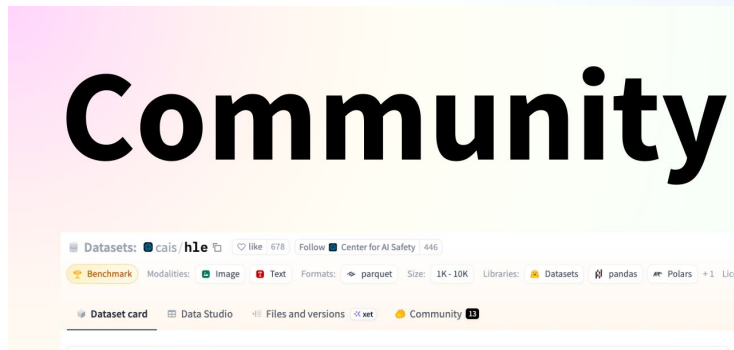 Community
Datasets: cais/hle like 678 Follow Center for AI Safety 446
Benchmark Modalities: Image Text Formats: parquet Size: 1K - 10K Libraries: Datasets pandas Polars +1 Lic
Dataset card Data Studio Files and versions xet Community 13